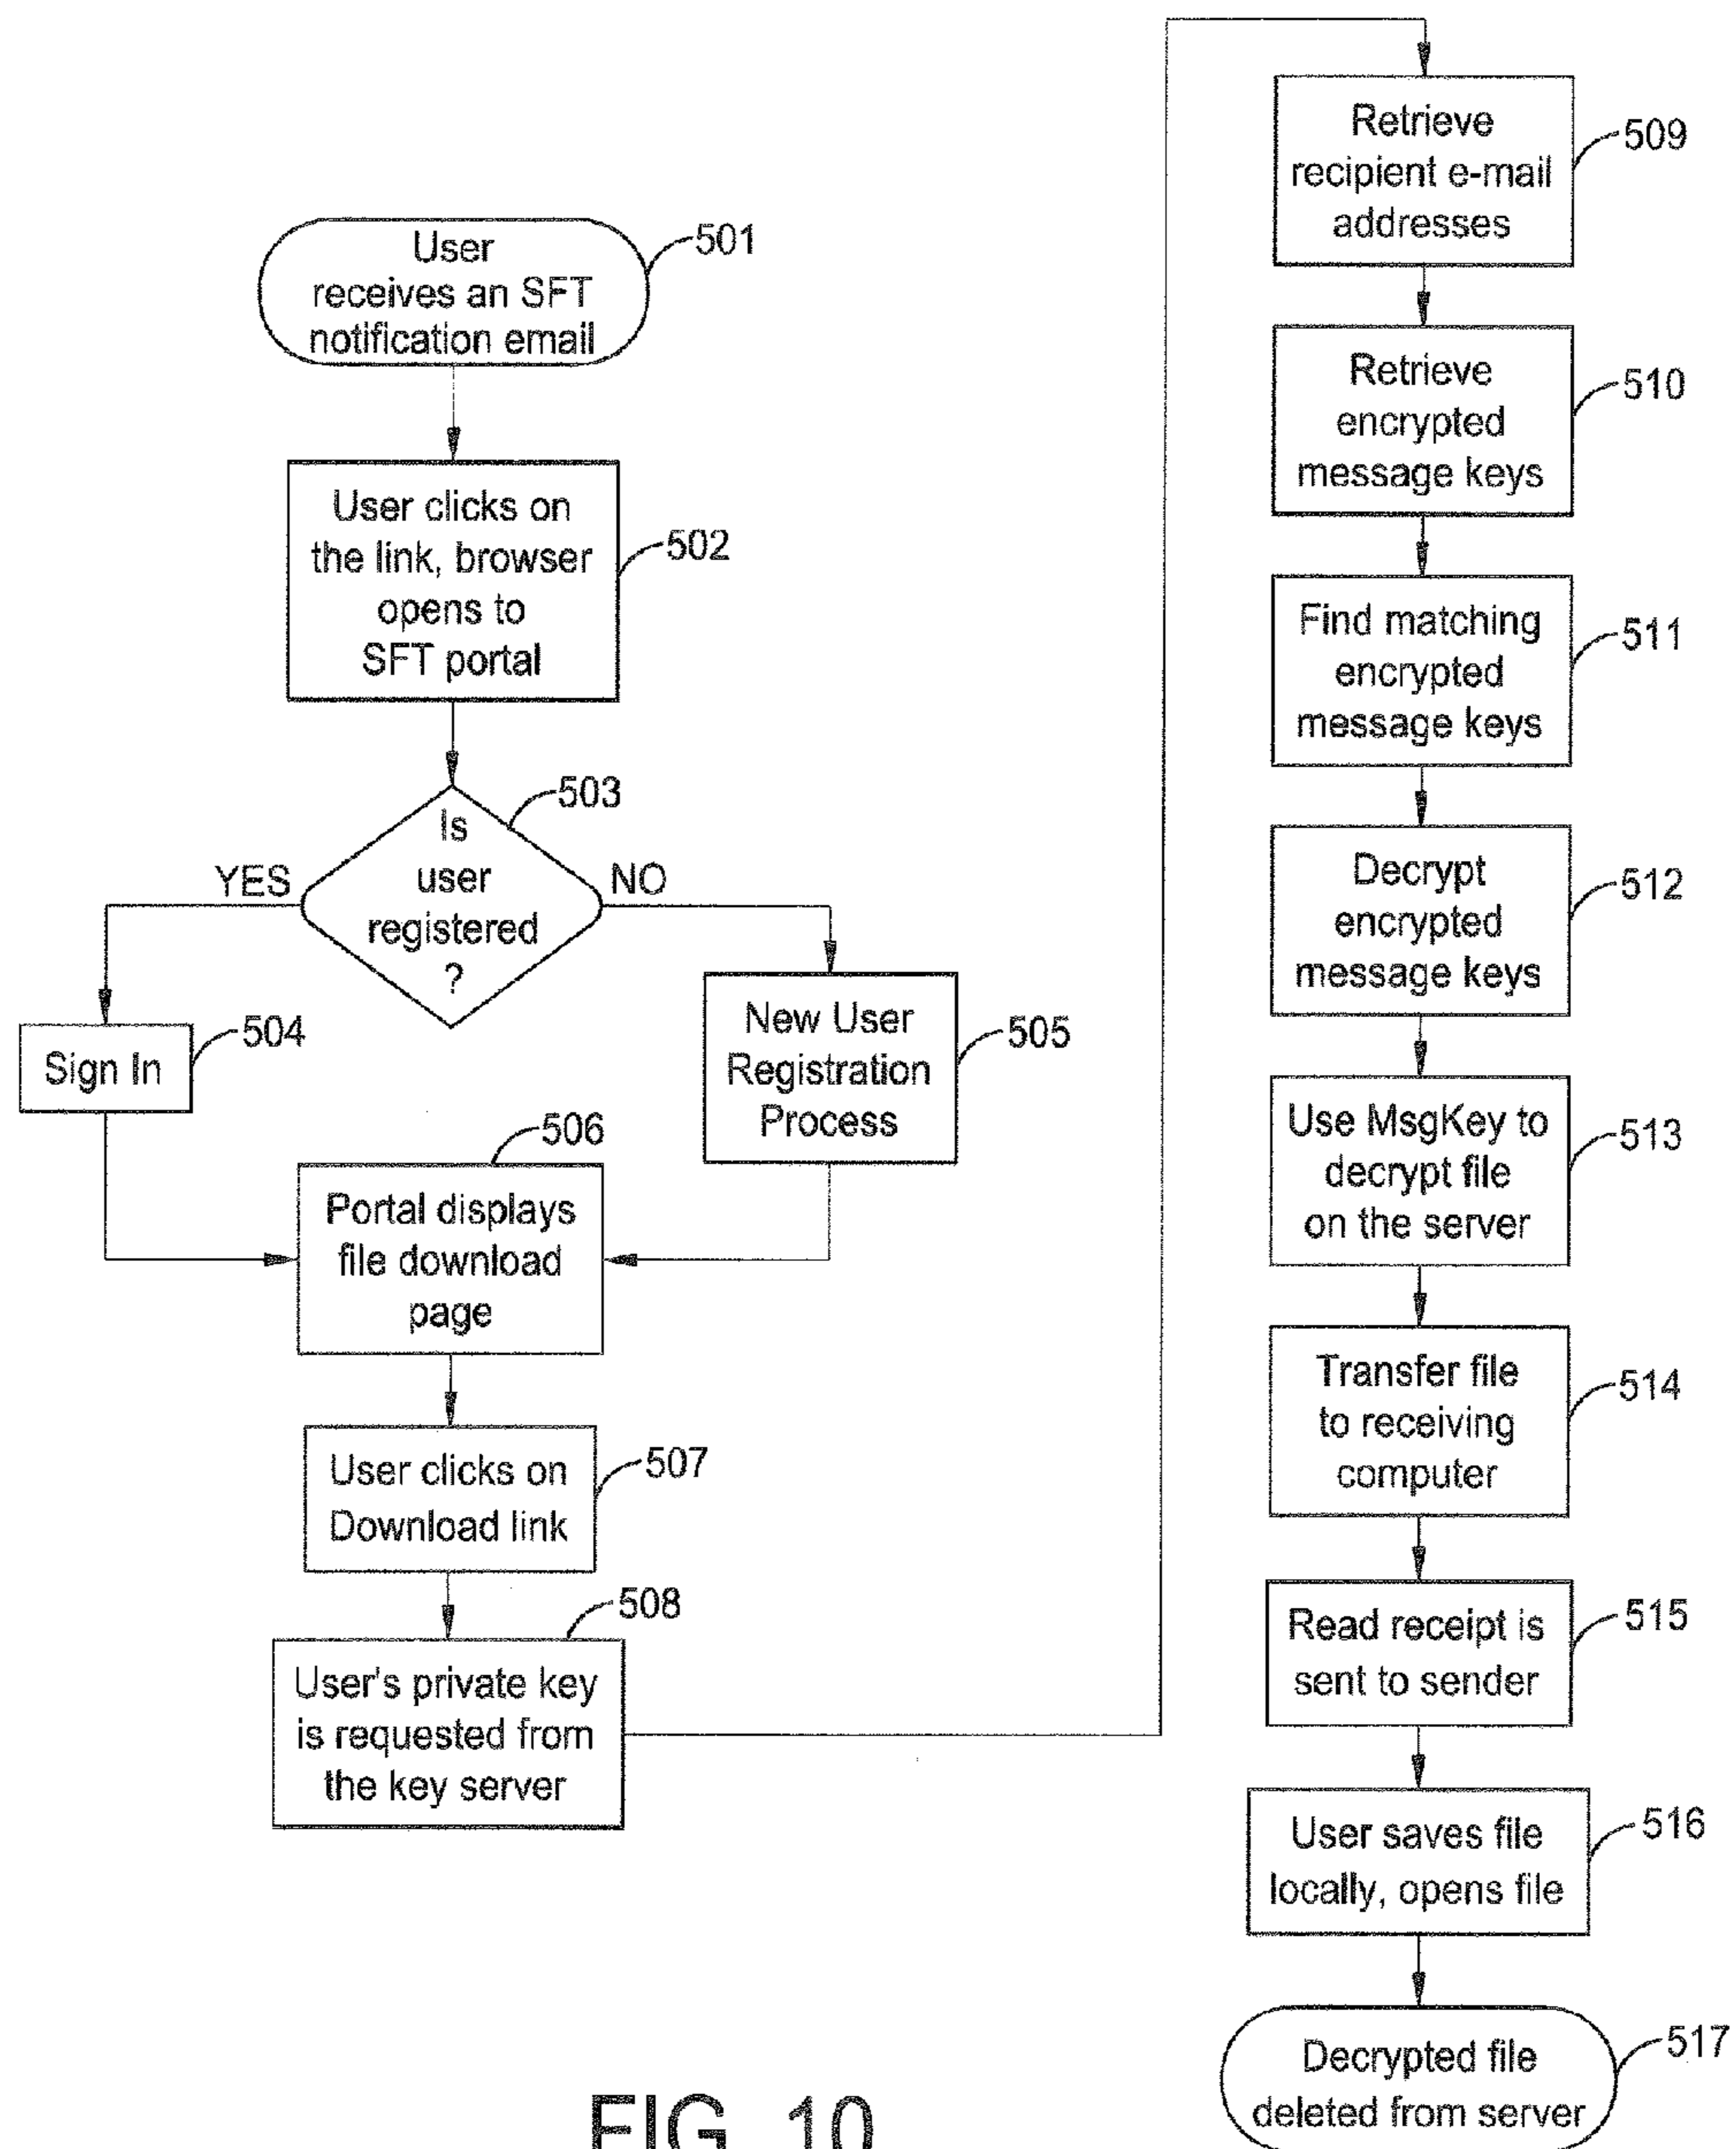 User
receives an SFT
notification email
501
User clicks on
the link, browser
opens to
SFT portal
502
Is
user
registered
?
503
YES
NO
Sign In
504
New User
Registration
Process
505
Portal displays
file download
page
506
User clicks on
Download link
507
User's private key
is requested from
the key server
508
Retrieve
recipient e-mail
addresses
509
Retrieve
encrypted
message keys
510
Find matching
encrypted
message keys
511
Decrypt
encrypted
message keys
512
Use MsgKey to
decrypt file
on the server
513
Transfer file
to receiving
computer
514
Read receipt is
sent to sender
515
User saves file
locally, opens file
516
Decrypted file
deleted from server
517
FIG. 10